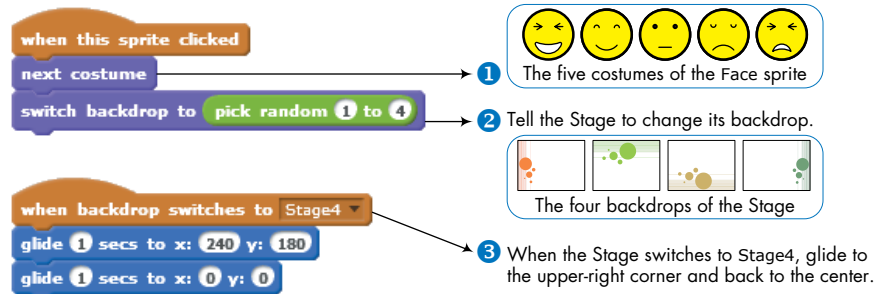 when this sprite clicked
next costume
switch backdrop to pick random 1 to 4
1 The five costumes of the Face sprite
2 Tell the Stage to change its backdrop.
The four backdrops of the Stage
when backdrop switches to Stage4
glide 1 secs to x: 240 y: 180
glide 1 secs to x: 0 y: 0
3 When the Stage switches to Stage4, glide to
the upper-right corner and back to the center.